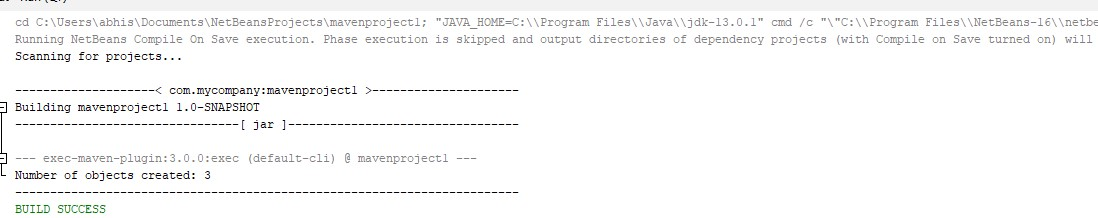 cd C:\Users\abhis\Documents\NetBeansProjects\mavenproject1; "JAVA_HOME=C:\\Program Files\\Java\\jdk-13.0.1" cmd /c "\"C:\\Program Files\\NetBeans-16\\netbe
Running NetBeans Compile On Save execution. Phase execution is skipped and output directories of dependency projects (with Compile on Save turned on) will
Scanning for projects...
--------------------< com.mycompany:mavenproject1 >---------------------
Building mavenproject1 1.0-SNAPSHOT
--------------------------------[ jar ]---------------------------------
--- exec-maven-plugin:3.0.0:exec (default-cli) @ mavenproject1 ---
Number of objects created: 3
------------------------------------------------------------------------
BUILD SUCCESS